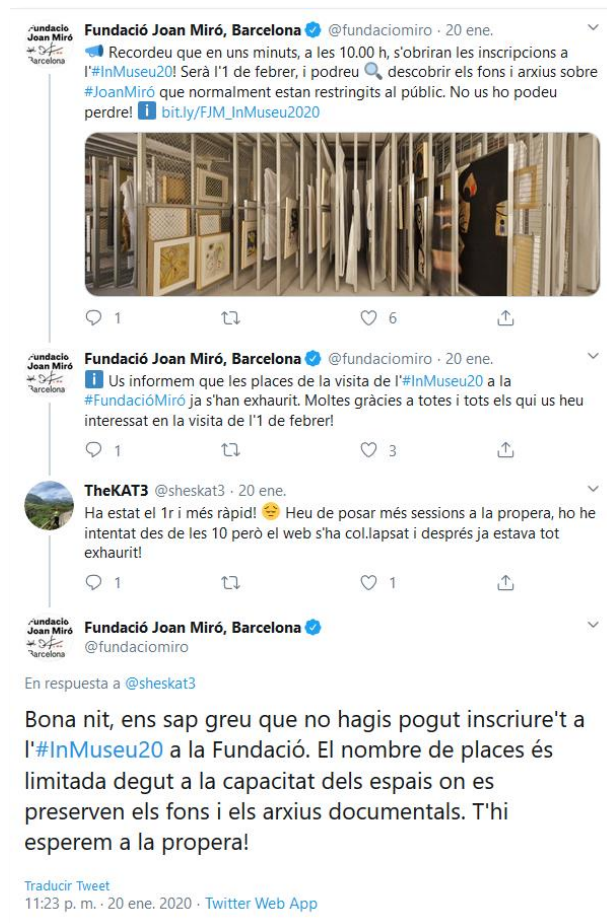 Fundació Joan Miró, Barcelona @fundaciomiro · 20 ene.
Recordeu que en uns minuts, a les 10.00 h, s'obriran les inscripcions a
l'#InMuseu20! Serà l'1 de febrer, i podreu 🔍 descobrir els fons i arxius sobre
#JoanMiró que normalment estan restringits al públic. No us ho podeu
perdre! ℹ️ bit.ly/FJM_InMuseu2020
1 6
Fundació Joan Miró, Barcelona @fundaciomiro · 20 ene.
ℹ️ Us informem que les places de la visita de l'#InMuseu20 a la
#FundacióMiró ja s'han exhaurit. Moltes gràcies a totes i tots els qui us heu
interessat en la visita de l'1 de febrer!
1 3
TheKAT3 @sheskat3 · 20 ene.
Ha estat el 1r i més ràpid! 😔 Heu de posar més sessions a la propera, ho he
intentat des de les 10 però el web s'ha col.lapsat i després ja estava tot
exhaurit!
1 1
Fundació Joan Miró, Barcelona
@fundaciomiro
En respuesta a @sheskat3
Bona nit, ens sap greu que no hagis pogut inscriure't a
l'#InMuseu20 a la Fundació. El nombre de places és
limitada degut a la capacitat dels espais on es
preserven els fons i els arxius documentals. T'hi
esperem a la propera!
Traducir Tweet
11:23 p. m. · 20 ene. 2020 · Twitter Web App